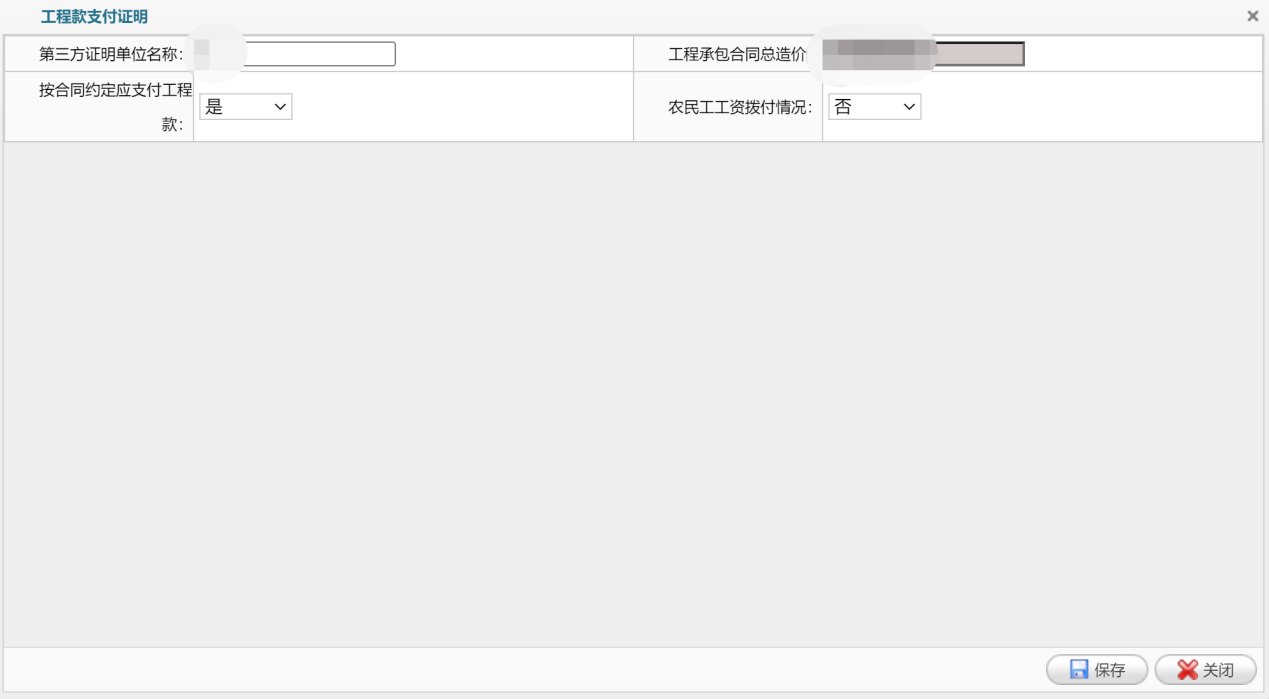 工程款支付证明
第三方证明单位名称:
工程承包合同总造价
按合同约定应支付工程
款:
是
农民工工资拨付情况:
否
保存
关闭